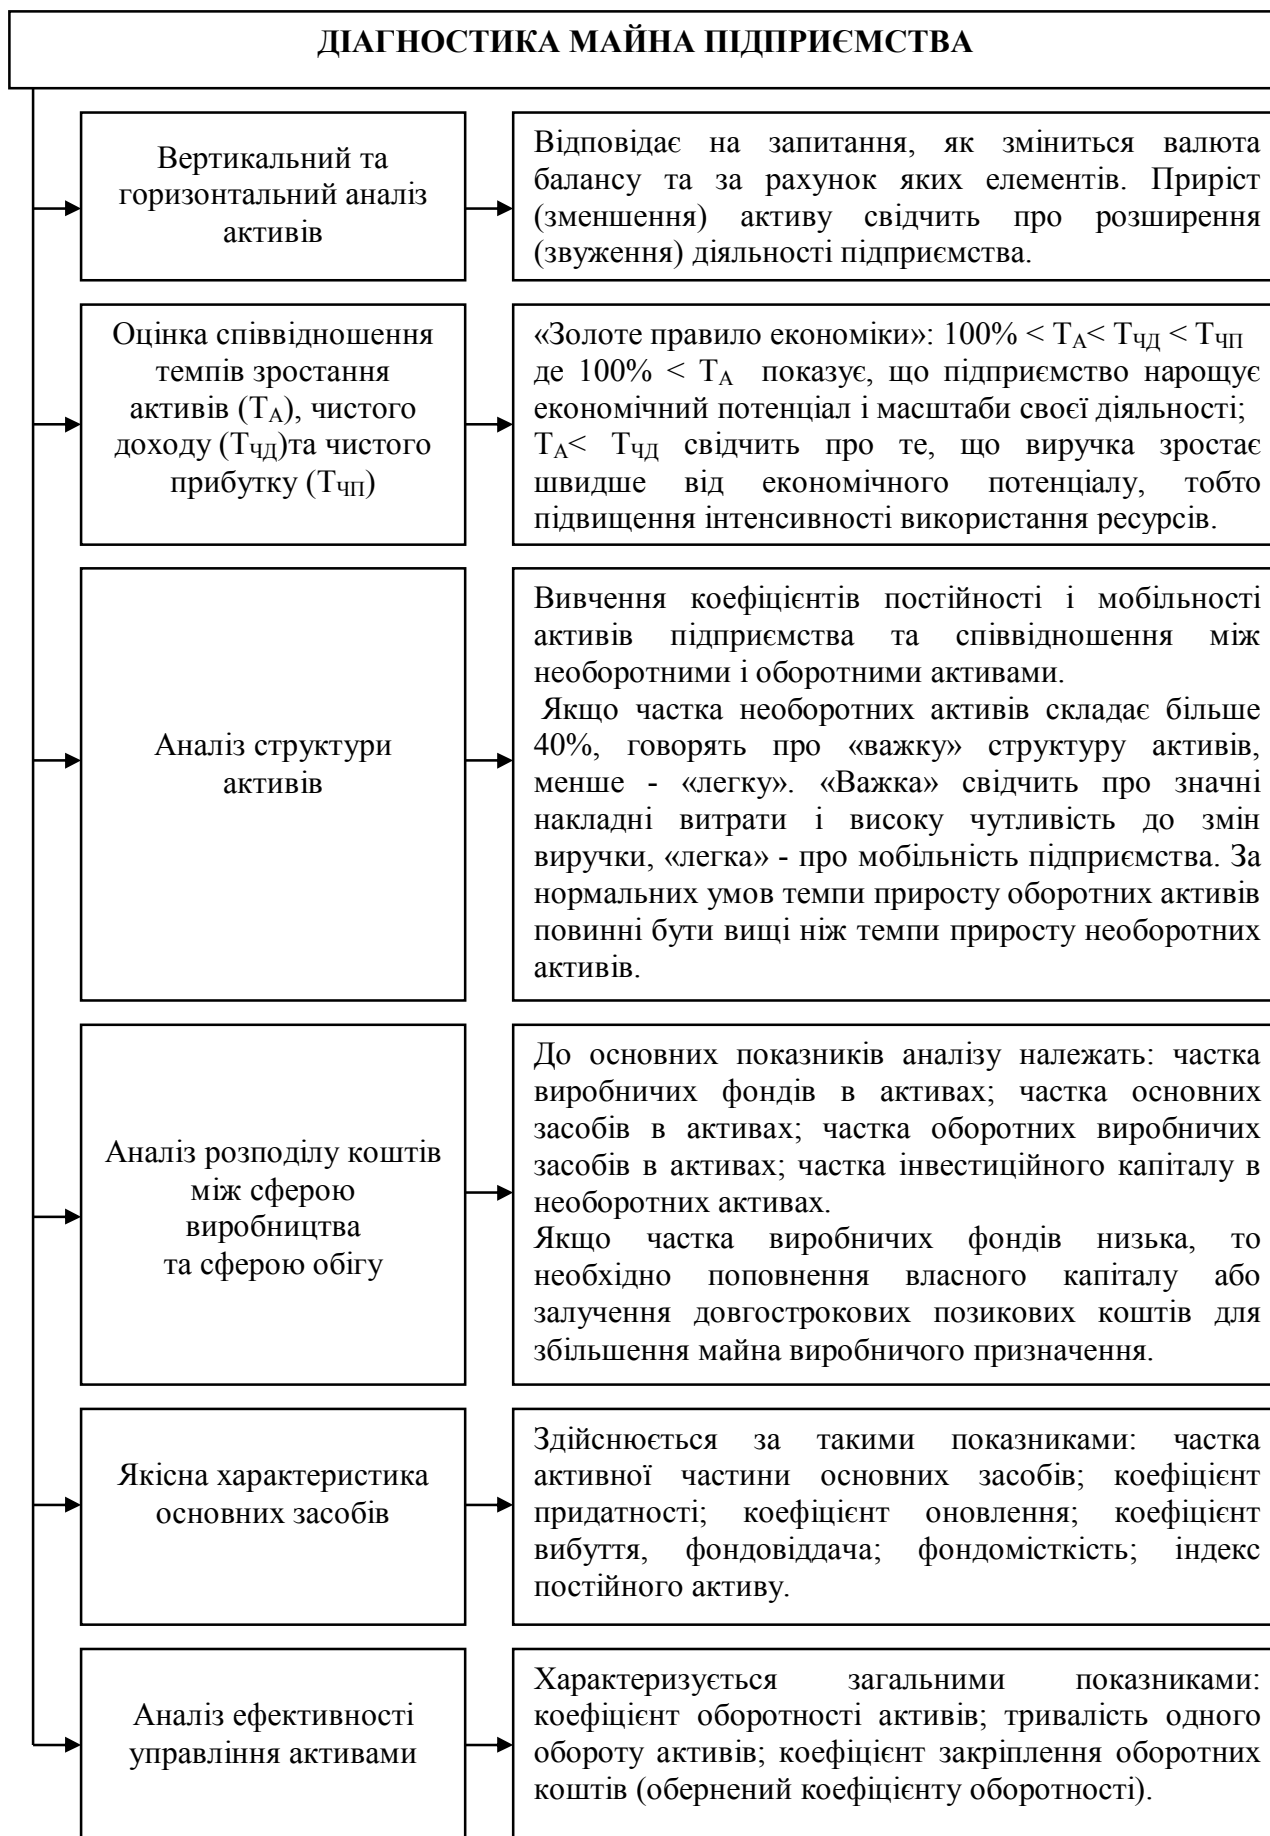 ДІАГНОСТИКА МАЙНА ПІДПРИЄМСТВА
Вертикальний та
горизонтальний аналіз
активів
Відповідає на запитання, як зміниться валюта
балансу та за рахунок яких елементів. Приріст
(зменшення) активу свідчить про розширення
(звуження) діяльності підприємства.
Оцінка співвідношення
темпів зростання
активів (ТА), чистого
доходу (ТЧД)та чистого
прибутку (ТЧП)
«Золоте правило економіки»: 100% < ТА< ТЧД < ТЧП
де 100% < ТА показує, що підприємство нарощує
економічний потенціал і масштаби своєї діяльності;
ТА< ТЧД свідчить про те, що виручка зростає
швидше від економічного потенціалу, тобто
підвищення інтенсивності використання ресурсів.
Аналіз структури
активів
Вивчення коефіцієнтів постійності і мобільності
активів підприємства та співвідношення між
необоротними і оборотними активами.
Якщо частка необоротних активів складає більше
40%, говорять про «важку» структуру активів,
менше - «легку». «Важка» свідчить про значні
накладні витрати і високу чутливість до змін
виручки, «легка» - про мобільність підприємства. За
нормальних умов темпи приросту оборотних активів
повинні бути вищі ніж темпи приросту необоротних
активів.
Аналіз розподілу коштів
між сферою
виробництва
та сферою обігу
До основних показників аналізу належать: частка
виробничих фондів в активах; частка основних
засобів в активах; частка оборотних виробничих
засобів в активах; частка інвестиційного капіталу в
необоротних активах.
Якщо частка виробничих фондів низька, то
необхідно поповнення власного капіталу або
залучення довгострокових позикових коштів для
збільшення майна виробничого призначення.
Якісна характеристика
основних засобів
Здійснюється за такими показниками: частка
активної частини основних засобів; коефіцієнт
придатності; коефіцієнт оновлення; коефіцієнт
вибуття, фондовіддача; фондомісткість; індекс
постійного активу.
Аналіз ефективності
управління активами
Характеризується загальними показниками:
коефіцієнт оборотності активів; тривалість одного
обороту активів; коефіцієнт закріплення оборотних
коштів (обернений коефіцієнту оборотності).